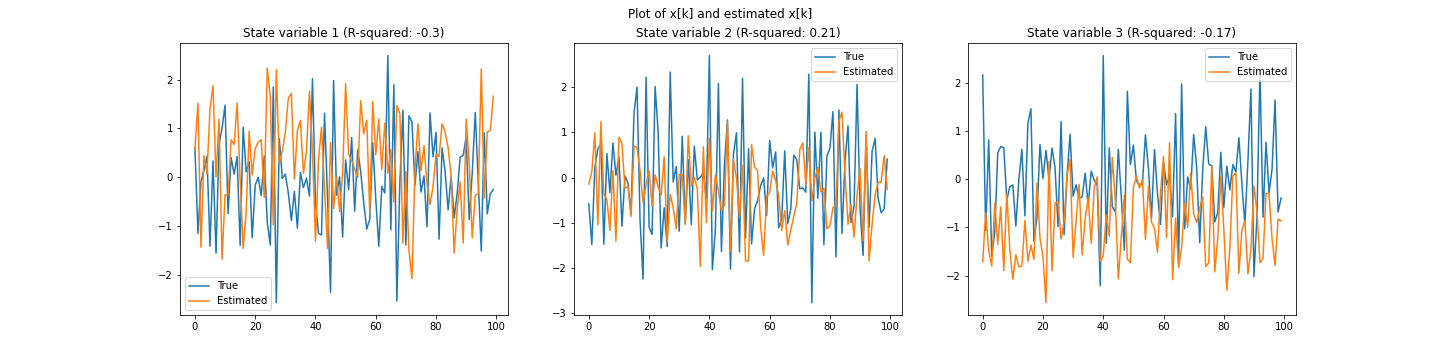 Plot of x[k] and estimated x[k]
State variable 1 (R-squared: -0.3)
2
1
0
−1
−2
0 20 40 60 80 100
True
Estimated
State variable 2 (R-squared: 0.21)
3
2
1
0
−1
−2
−3
0 20 40 60 80 100
True
Estimated
State variable 3 (R-squared: -0.17)
2
1
0
−1
−2
0 20 40 60 80 100
True
Estimated